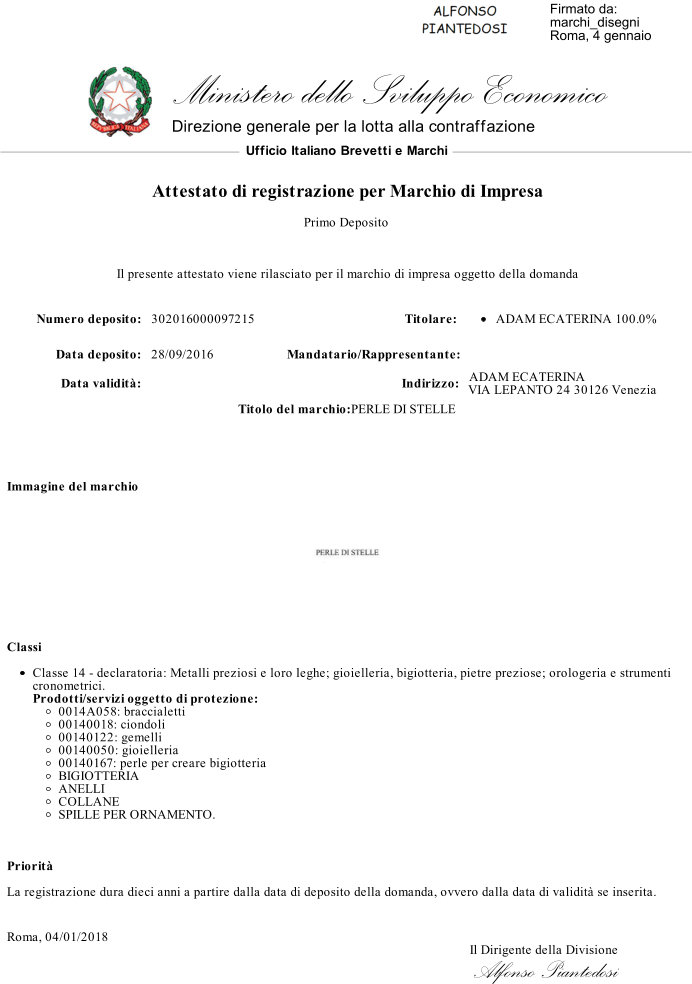 ALFONSO
PIANTEDOSI
Firmato da:
marchi_disegni
Roma, 4 gennaio
Ministero dello Sviluppo Economico
Direzione generale per la lotta alla contraffazione
Ufficio Italiano Brevetti e Marchi
Attestato di registrazione per Marchio di Impresa
Primo Deposito
Il presente attestato viene rilasciato per il marchio di impresa oggetto della domanda
Numero deposito: 302016000097215 Titolare: • ADAM ECATERINA 100.0%
Data deposito: 28/09/2016 Mandatario/Rappresentante:
Data validità: Indirizzo: ADAM ECATERINA
VIA LEPANTO 24 30126 Venezia
Titolo del marchio:PERLE DI STELLE
Immagine del marchio
PERLE DI STELLE
Classi
• Classe 14 - declaratoria: Metalli preziosi e loro leghe; gioielleria, bigiotteria, pietre preziose; orologeria e strumenti
cronometrici.
Prodotti/servizi oggetto di protezione:
0014A058: braccialetti
00140018: ciondoli
00140122: gemelli
00140050: gioielleria
00140167: perle per creare bigiotteria
BIGIOTTERIA
ANELLI
COLLANE
SPILLE PER ORNAMENTO.
Priorità
La registrazione dura dieci anni a partire dalla data di deposito della domanda, ovvero dalla data di validità se inserita.
Roma, 04/01/2018
Il Dirigente della Divisione
Alfonso Piantedosi